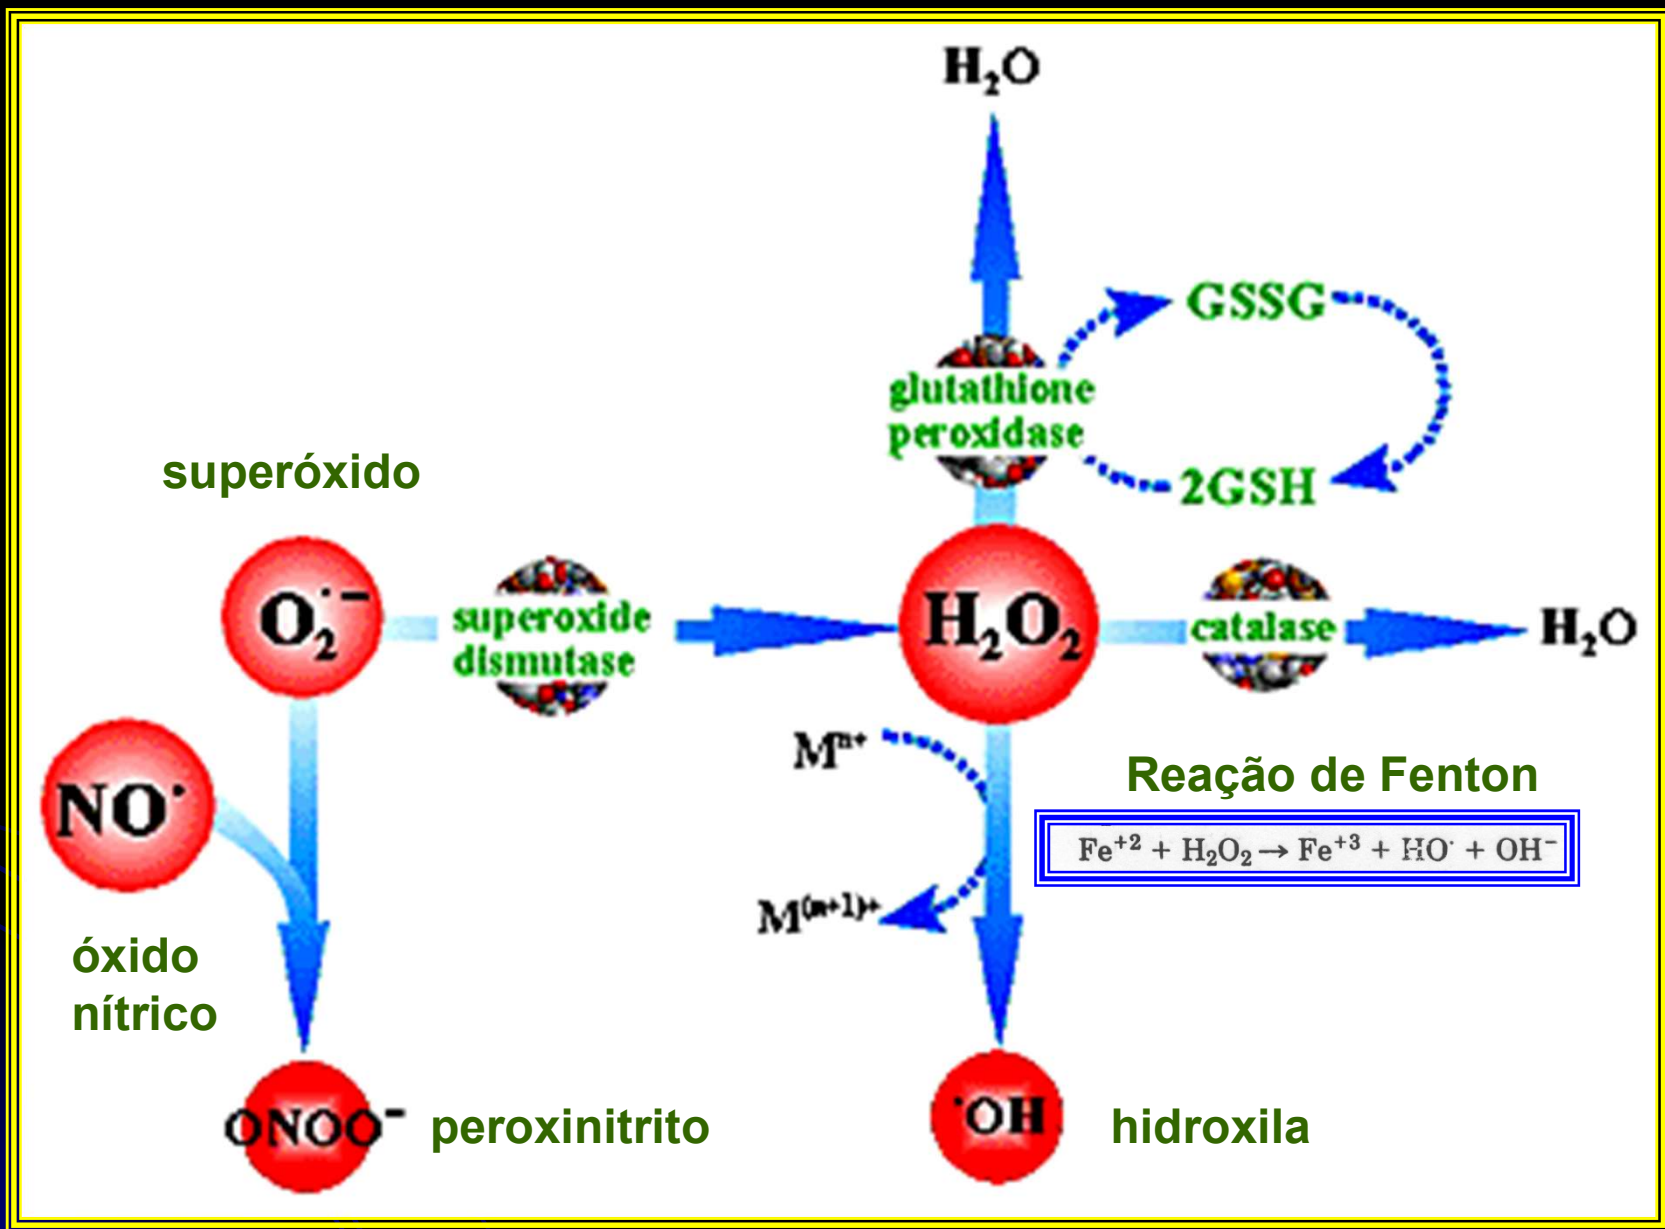 H₂O
GSSG
glutathione
peroxidase
2GSH
superóxido
O₂˙⁻
superoxide
dismutase
H₂O₂
catalase
H₂O
NO˙
Mⁿ⁺
Reação de Fenton
Fe⁺² + H₂O₂ → Fe⁺³ + HO˙ + OH⁻
M⁽ⁿ⁺¹⁾⁺
óxido
nítrico
ONOO⁻
peroxinitrito
˙OH
hidroxila